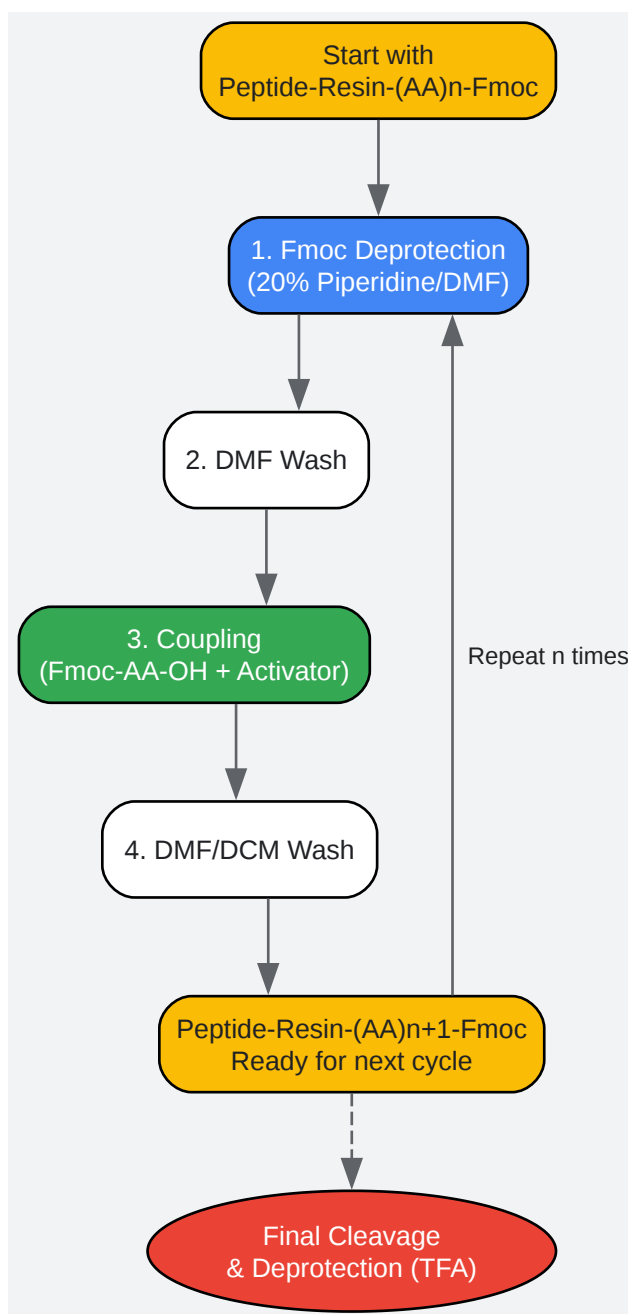 Start with
Peptide-Resin-(AA)n-Fmoc
1. Fmoc Deprotection
(20% Piperidine/DMF)
2. DMF Wash
3. Coupling
(Fmoc-AA-OH + Activator)
Repeat n times
4. DMF/DCM Wash
Peptide-Resin-(AA)n+1-Fmoc
Ready for next cycle
Final Cleavage
& Deprotection (TFA)